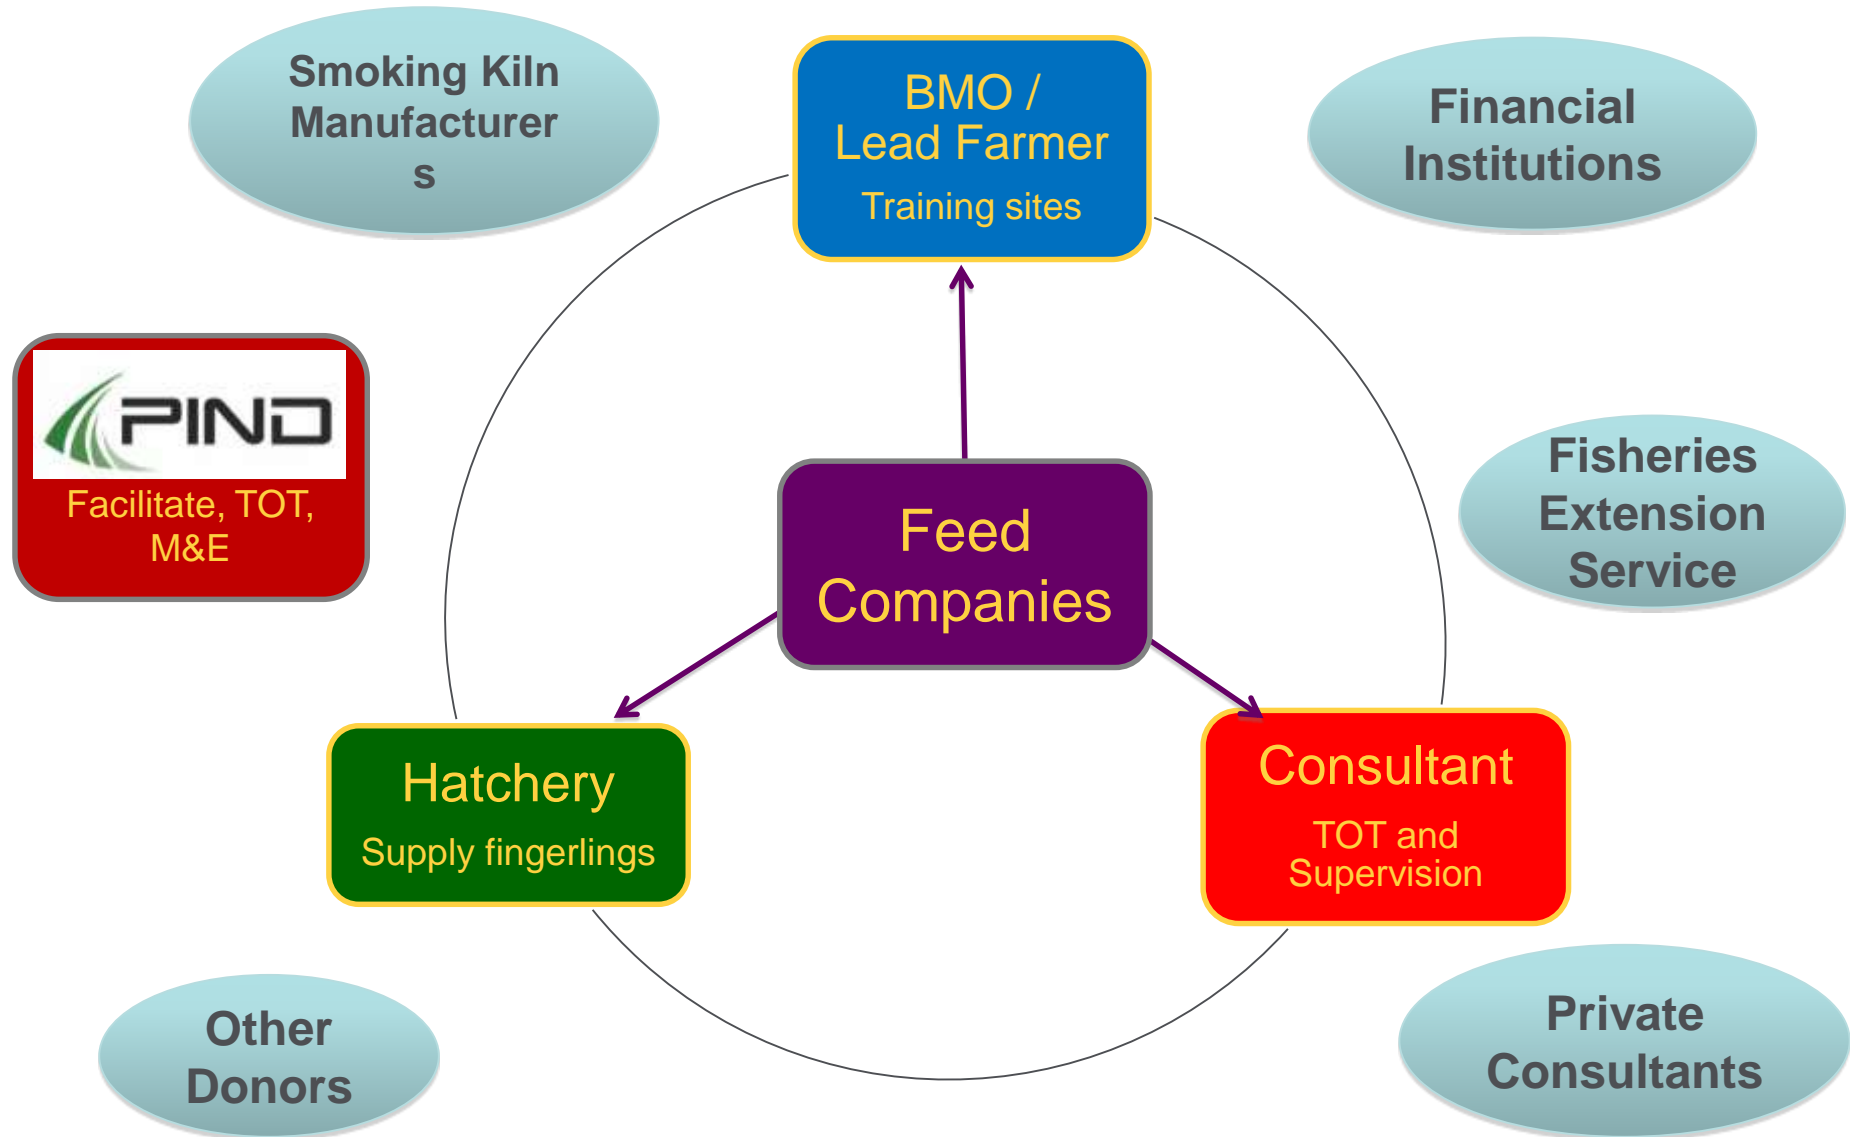 Smoking Kiln
Manufacturer
s
BMO /
Lead Farmer
Training sites
Financial
Institutions
PIND
Facilitate, TOT,
M&E
Feed
Companies
Fisheries
Extension
Service
Hatchery
Supply fingerlings
Consultant
TOT and
Supervision
Other
Donors
Private
Consultants